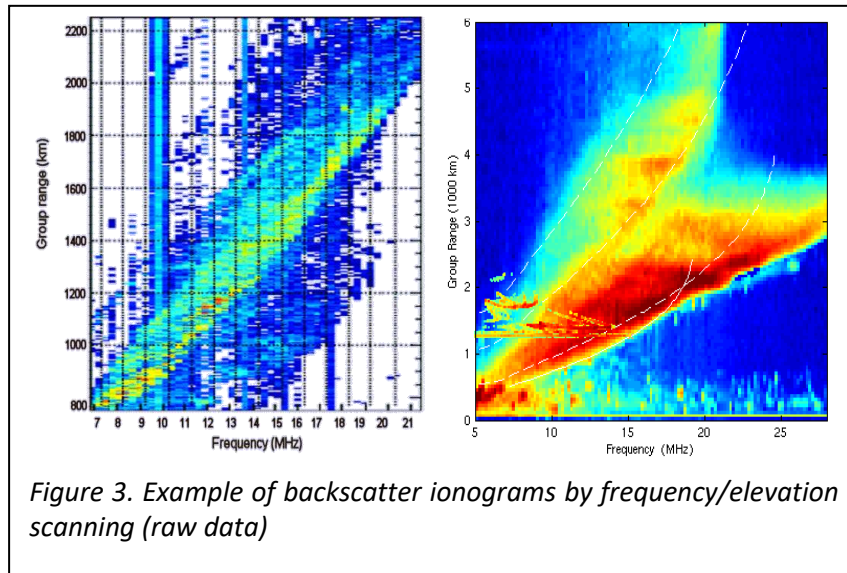 2200
2000
1800
1600
1400
1200
1000
800
Group range (km)
7 8 9 10 11 12 13 14 15 16 17 18 19 20 21
Frequency(MHz)
6
5
4
3
2
1
0
Group Range (1000 km)
5 10 15 20 25
Frequency (MHz)
Figure 3. Example of backscatter ionograms by frequency/elevation
scanning (raw data)